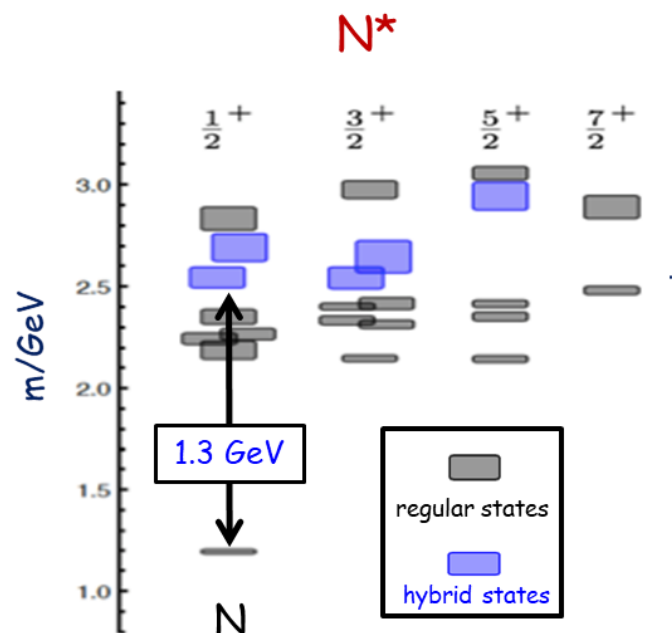 N*
1/2 + 3/2 + 5/2 + 7/2 +
3.0
2.5
2.0
1.5
1.0
m/GeV
1.3 GeV
regular states
hybrid states
N